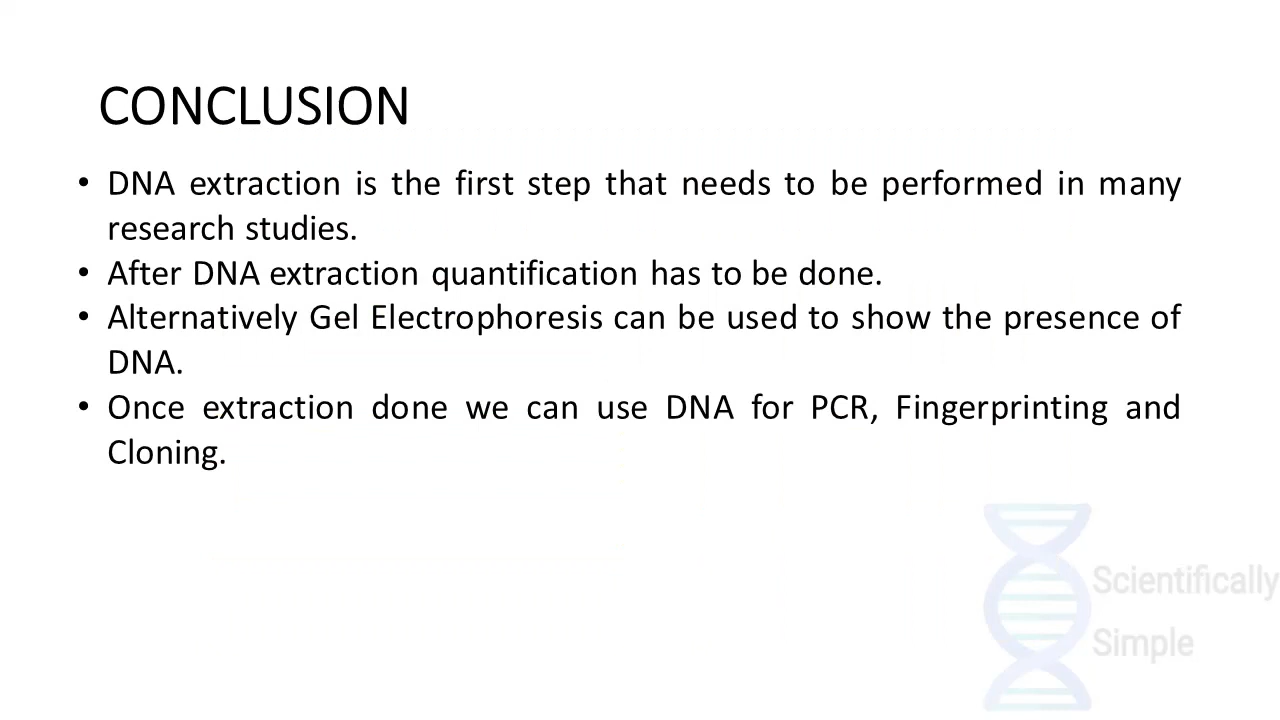 CONCLUSION
• DNA extraction is the first step that needs to be performed in many
research studies.
• After DNA extraction quantification has to be done.
• Alternatively Gel Electrophoresis can be used to show the presence of
DNA.
• Once extraction done we can use DNA for PCR, Fingerprinting and
Cloning.
Scientifically
Simple